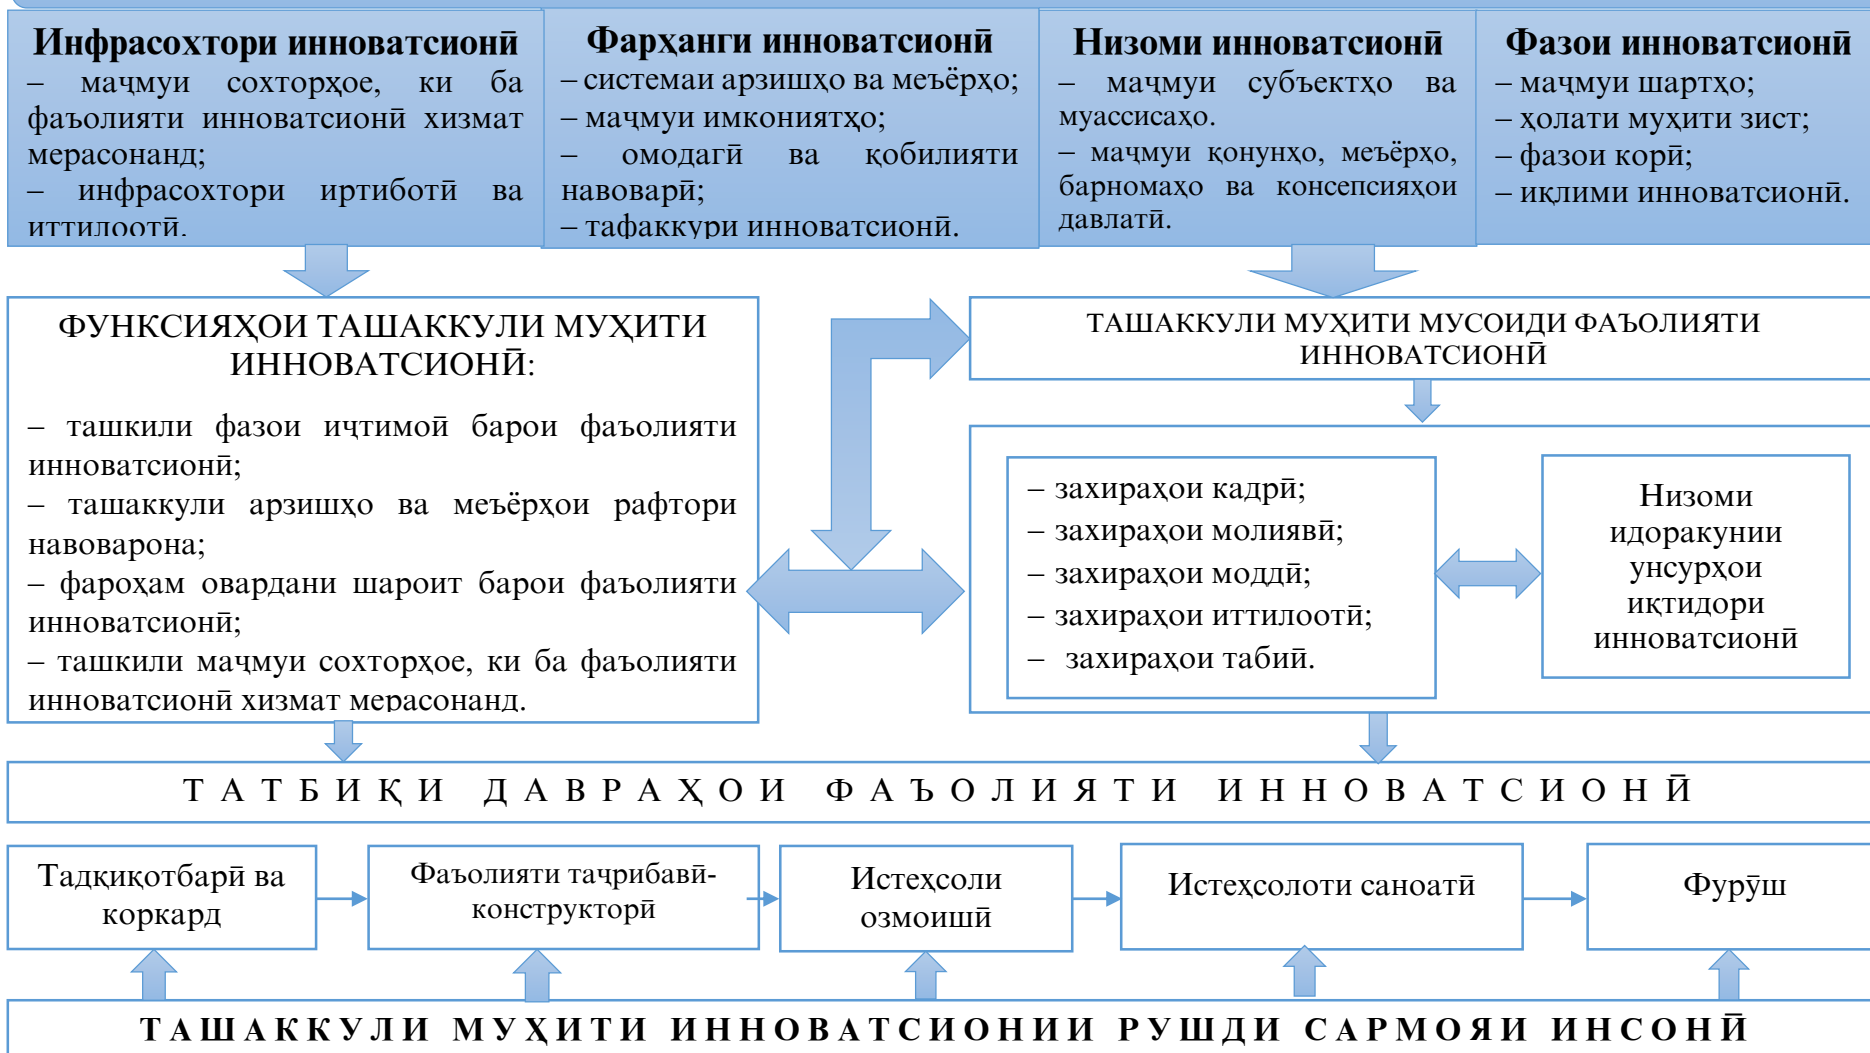 Инфрасохтори инноватсионӣ
– маҷмуи сохторҳое, ки ба
фаъолияти инноватсионӣ хизмат
мерасонанд;
– инфрасохтори иртиботӣ ва
иттилоотӣ.
Фарҳанги инноватсионӣ
– системаи арзишҳо ва меъёрҳо;
– маҷмуи имкониятҳо;
– омодагӣ ва қобилияти
навоварӣ;
– тафаккури инноватсионӣ.
Низоми инноватсионӣ
– маҷмуи субъектҳо ва
муассисаҳо.
– маҷмуи қонунҳо, меъёрҳо,
барномаҳо ва консепсияҳои
давлатӣ.
Фазои инноватсионӣ
– маҷмуи шартҳо;
– ҳолати муҳити зист;
– фазои корӣ;
– иқлими инноватсионӣ.
ФУНКСИЯҲОИ ТАШАККУЛИ МУҲИТИ
ИННОВАТСИОНӢ:
– ташкили фазои иҷтимоӣ барои фаъолияти
инноватсионӣ;
– ташаккули арзишҳо ва меъёрҳои рафтори
навоварона;
– фароҳам овардани шароит барои фаъолияти
инноватсионӣ;
– ташкили маҷмуи сохторҳое, ки ба фаъолияти
инноватсионӣ хизмат мерасонанд.
ТАШАККУЛИ МУҲИТИ МУСОИДИ ФАЪОЛИЯТИ
ИННОВАТСИОНӢ
– захираҳои кадрӣ;
– захираҳои молиявӣ;
– захираҳои моддӣ;
– захираҳои иттилоотӣ;
– захираҳои табиӣ.
Низоми
идоракунии
унсурҳои
иқтидори
инноватсионӣ
ТАТБИҚИ ДАВРАҲОИ ФАЪОЛИЯТИ ИННОВАТСИОНӢ
Тадқиқотбарӣ ва
коркард
Фаъолияти таҷрибавӣ-
конструкторӣ
Истеҳсоли
озмоишӣ
Истеҳсолоти саноатӣ
Фурӯш
ТАШАККУЛИ МУҲИТИ ИННОВАТСИОНИИ РУШДИ САРМОЯИ ИНСОНӢ